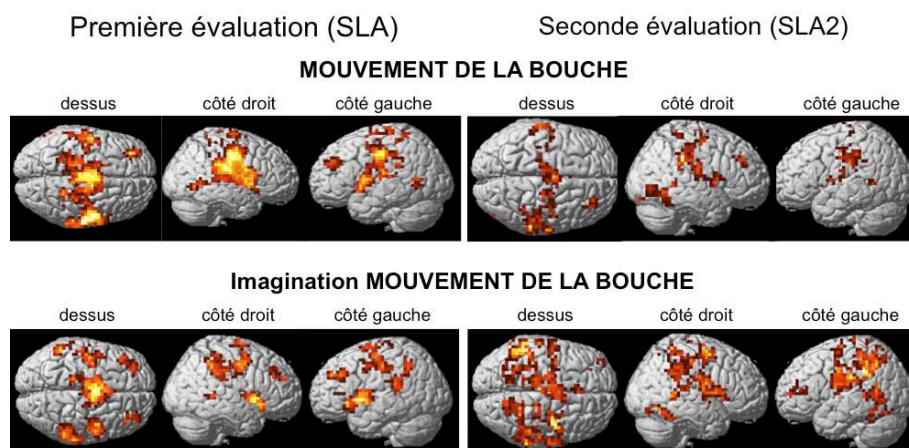 Première évaluation (SLA) Seconde évaluation (SLA2)
MOUVEMENT DE LA BOUCHE
dessus côté droit côté gauche dessus côté droit côté gauche
Imagination MOUVEMENT DE LA BOUCHE
dessus côté droit côté gauche dessus côté droit côté gauche